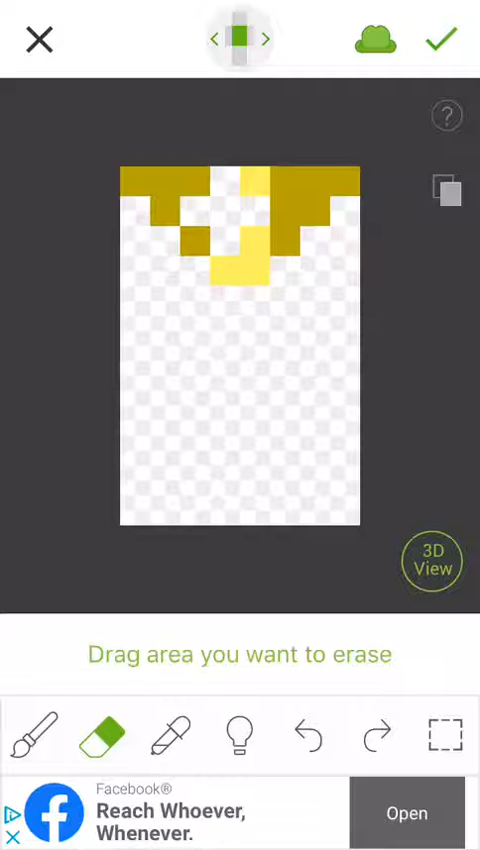 ?
3D
View
Drag area you want to erase
Facebook®
Reach Whoever,
Whenever.
Open